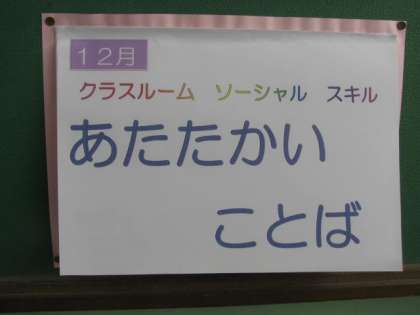 １２月
クラスルーム　ソーシャル　スキル
あたたかい
ことば